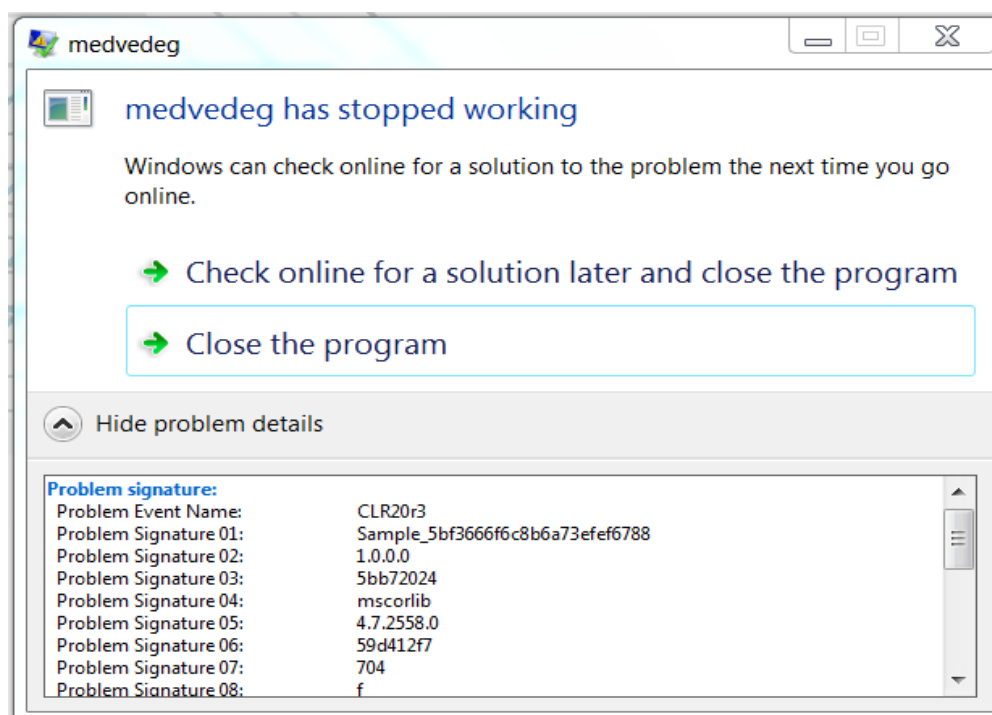 medvedeg
medvedeg has stopped working
Windows can check online for a solution to the problem the next time you go
online.
Check online for a solution later and close the program
Close the program
Hide problem details
Problem signature:
Problem Event Name: CLR20r3
Problem Signature 01: Sample_5bf3666f6c8b6a73efef6788
Problem Signature 02: 1.0.0.0
Problem Signature 03: 5bb72024
Problem Signature 04: mscorlib
Problem Signature 05: 4.7.2558.0
Problem Signature 06: 59d412f7
Problem Signature 07: 704
Problem Signature 08: f